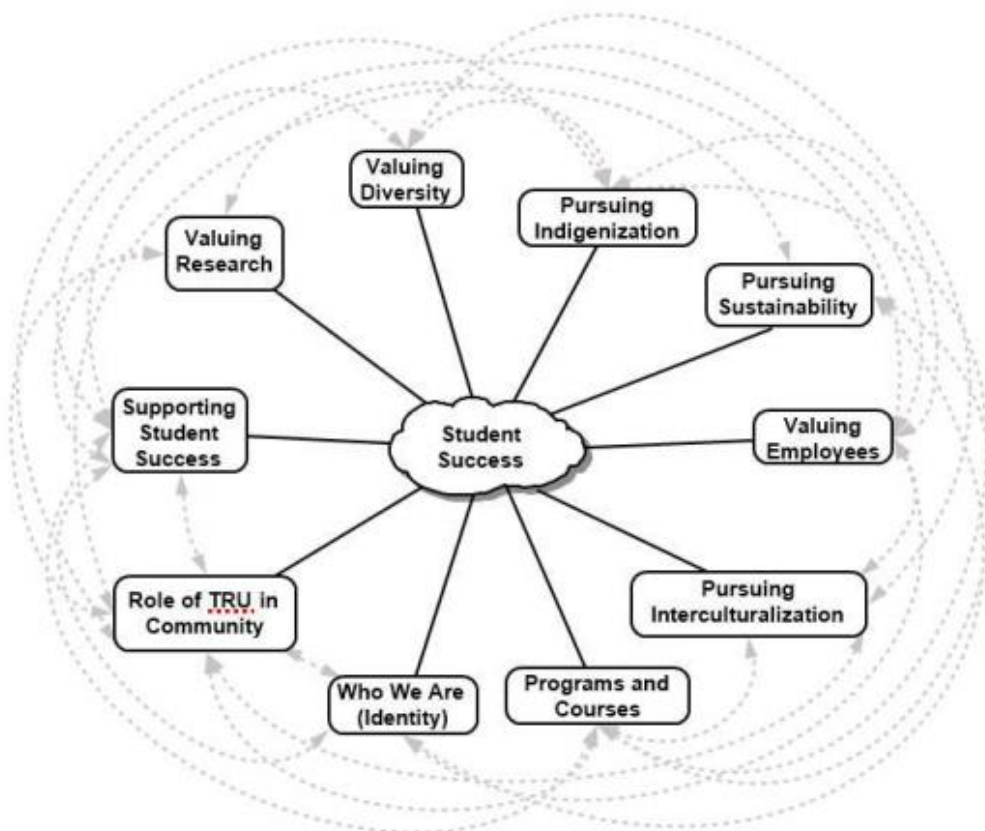 Valuing
Diversity
Pursuing
Indigenization
Valuing
Research
Pursuing
Sustainability
Supporting
Student
Success
Student
Success
Valuing
Employees
Role of TRU in
Community
Pursuing
Interculturalization
Who We Are
(Identity)
Programs and
Courses